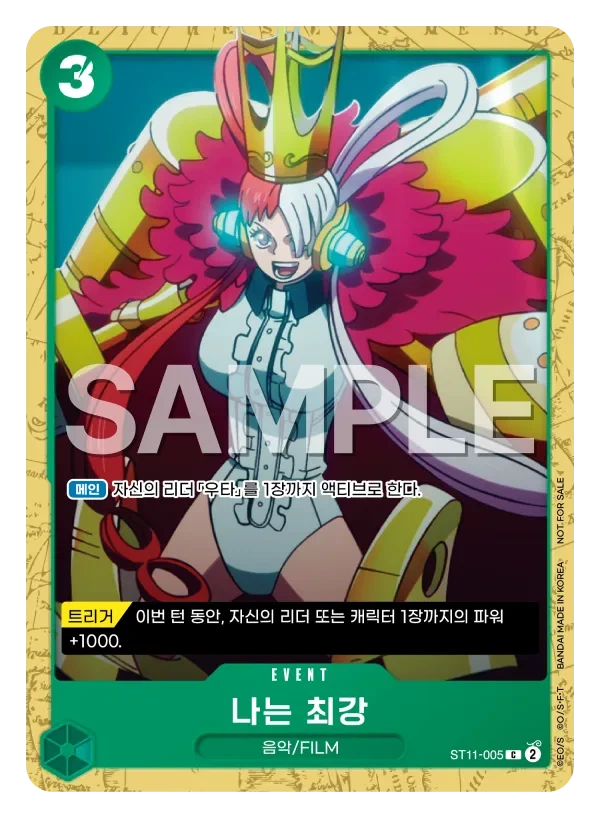 3
SAMPLE
메인 자신의 리더 「우타」를 1장까지 액티브로 한다.
트리거 이번 턴 동안, 자신의 리더 또는 캐릭터 1장까지의 파워
+1000.
EVENT
나는 최강
음악/FILM
ST11-005 C 2
©E.O/S ©O/S·F·T BANDAI MADE IN KOREA NOT FOR SALE